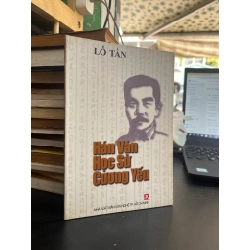 LỖ TẤN
Hán Văn
Học Sử
Cương Yếu